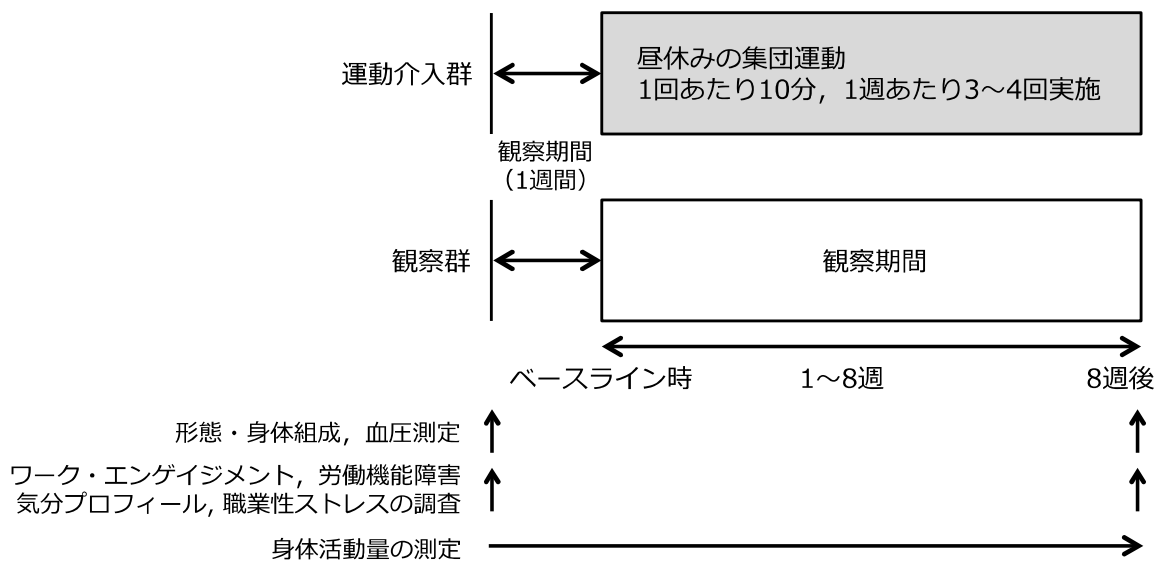 運動介入群
昼休みの集団運動
1回あたり10分，1週あたり3～4回実施
観察期間
（1週間）
観察群
観察期間
ベースライン時
1～8週
8週後
形態・身体組成，血圧測定
ワーク・エンゲイジメント，労働機能障害
気分プロフィール, 職業性ストレスの調査
身体活動量の測定